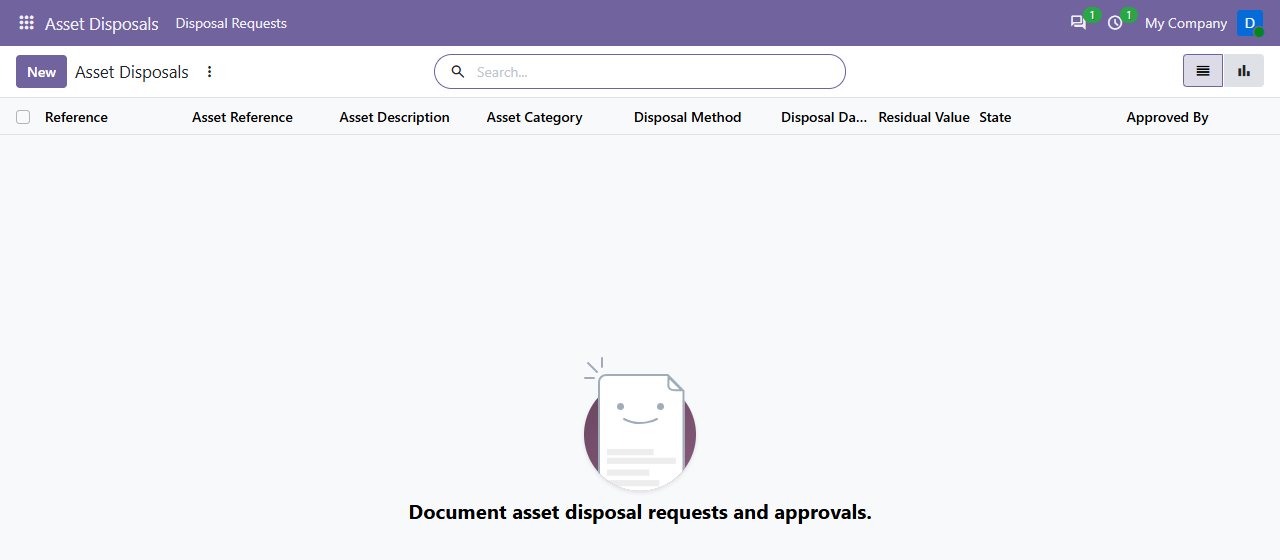 Asset Disposals Disposal Requests 1 1 My Company D
New Asset Disposals Search...
Reference Asset Reference Asset Description Asset Category Disposal Method Disposal Da... Residual Value State Approved By
Document asset disposal requests and approvals.